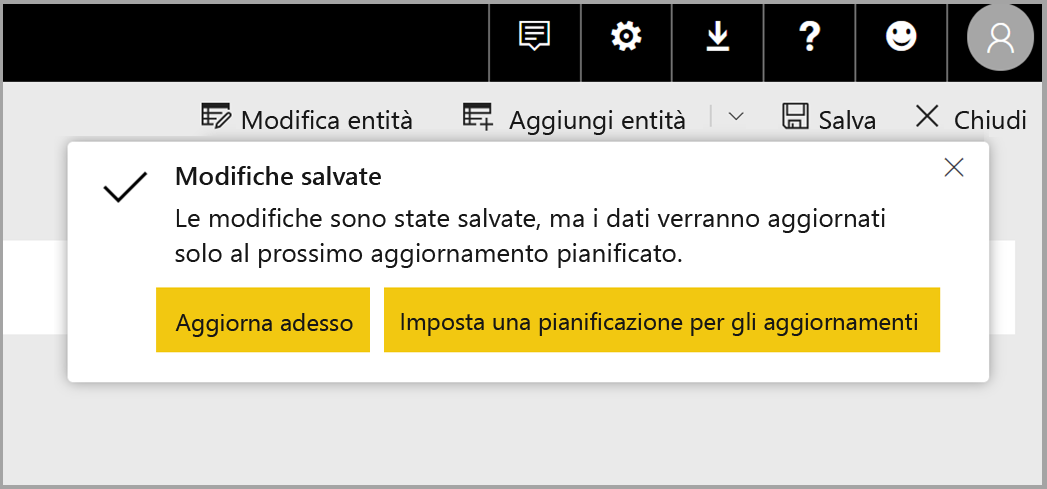 Modifica entità Aggiungi entità Salva Chiudi
Modifiche salvate
Le modifiche sono state salvate, ma i dati verranno aggiornati
solo al prossimo aggiornamento pianificato.
Aggiorna adesso Imposta una pianificazione per gli aggiornamenti